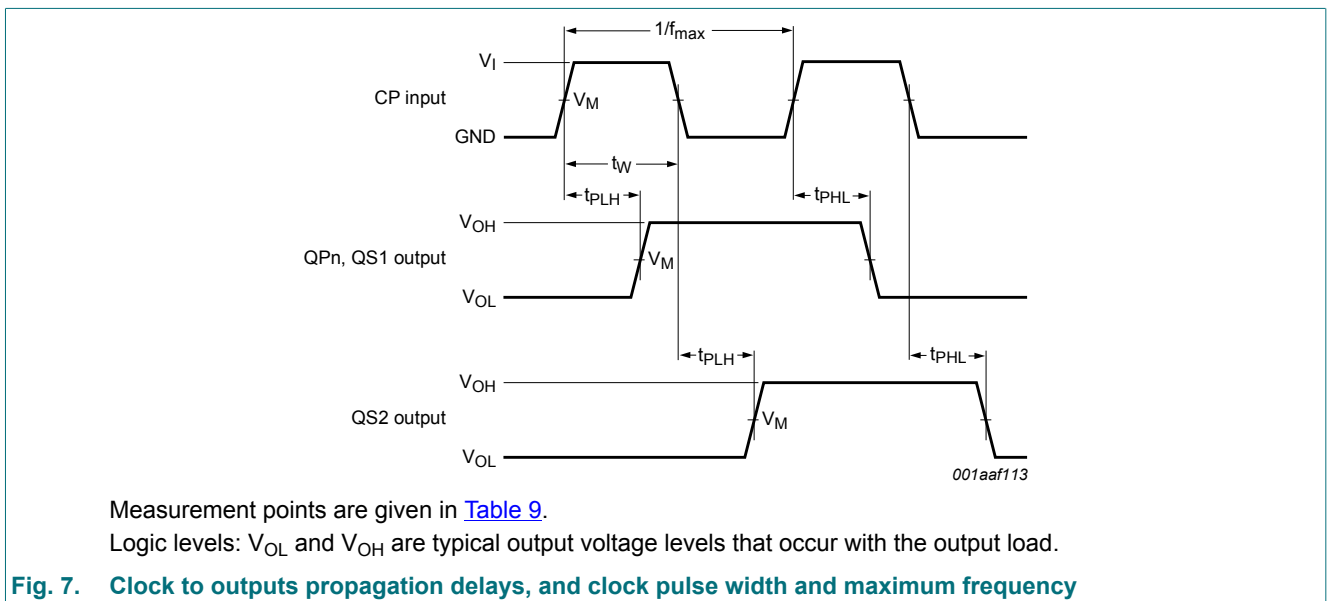 1/fmax
VI
CP input
VM
GND
tW
tPLH
tPHL
VOH
QPn, QS1 output
VM
VOL
tPLH
tPHL
VOH
QS2 output
VM
VOL
001aaf113
Measurement points are given in Table 9.
Logic levels: VOL and VOH are typical output voltage levels that occur with the output load.
Fig. 7. Clock to outputs propagation delays, and clock pulse width and maximum frequency